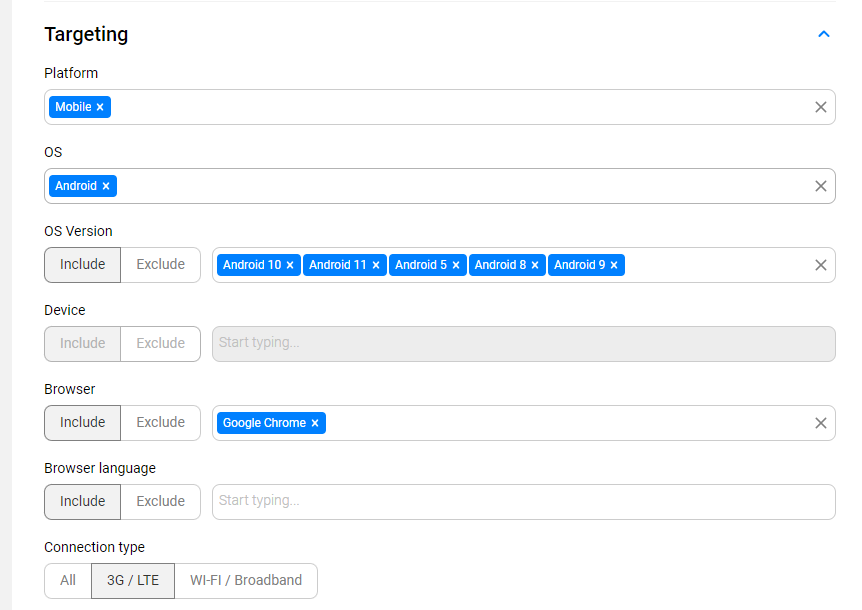 Targeting
Platform
Mobile ×
OS
Android ×
OS Version
Include Exclude Android 10 × Android 11 × Android 5 × Android 8 × Android 9 ×
Device
Include Exclude Start typing...
Browser
Include Exclude Google Chrome ×
Browser language
Include Exclude Start typing...
Connection type
All 3G / LTE WI-FI / Broadband